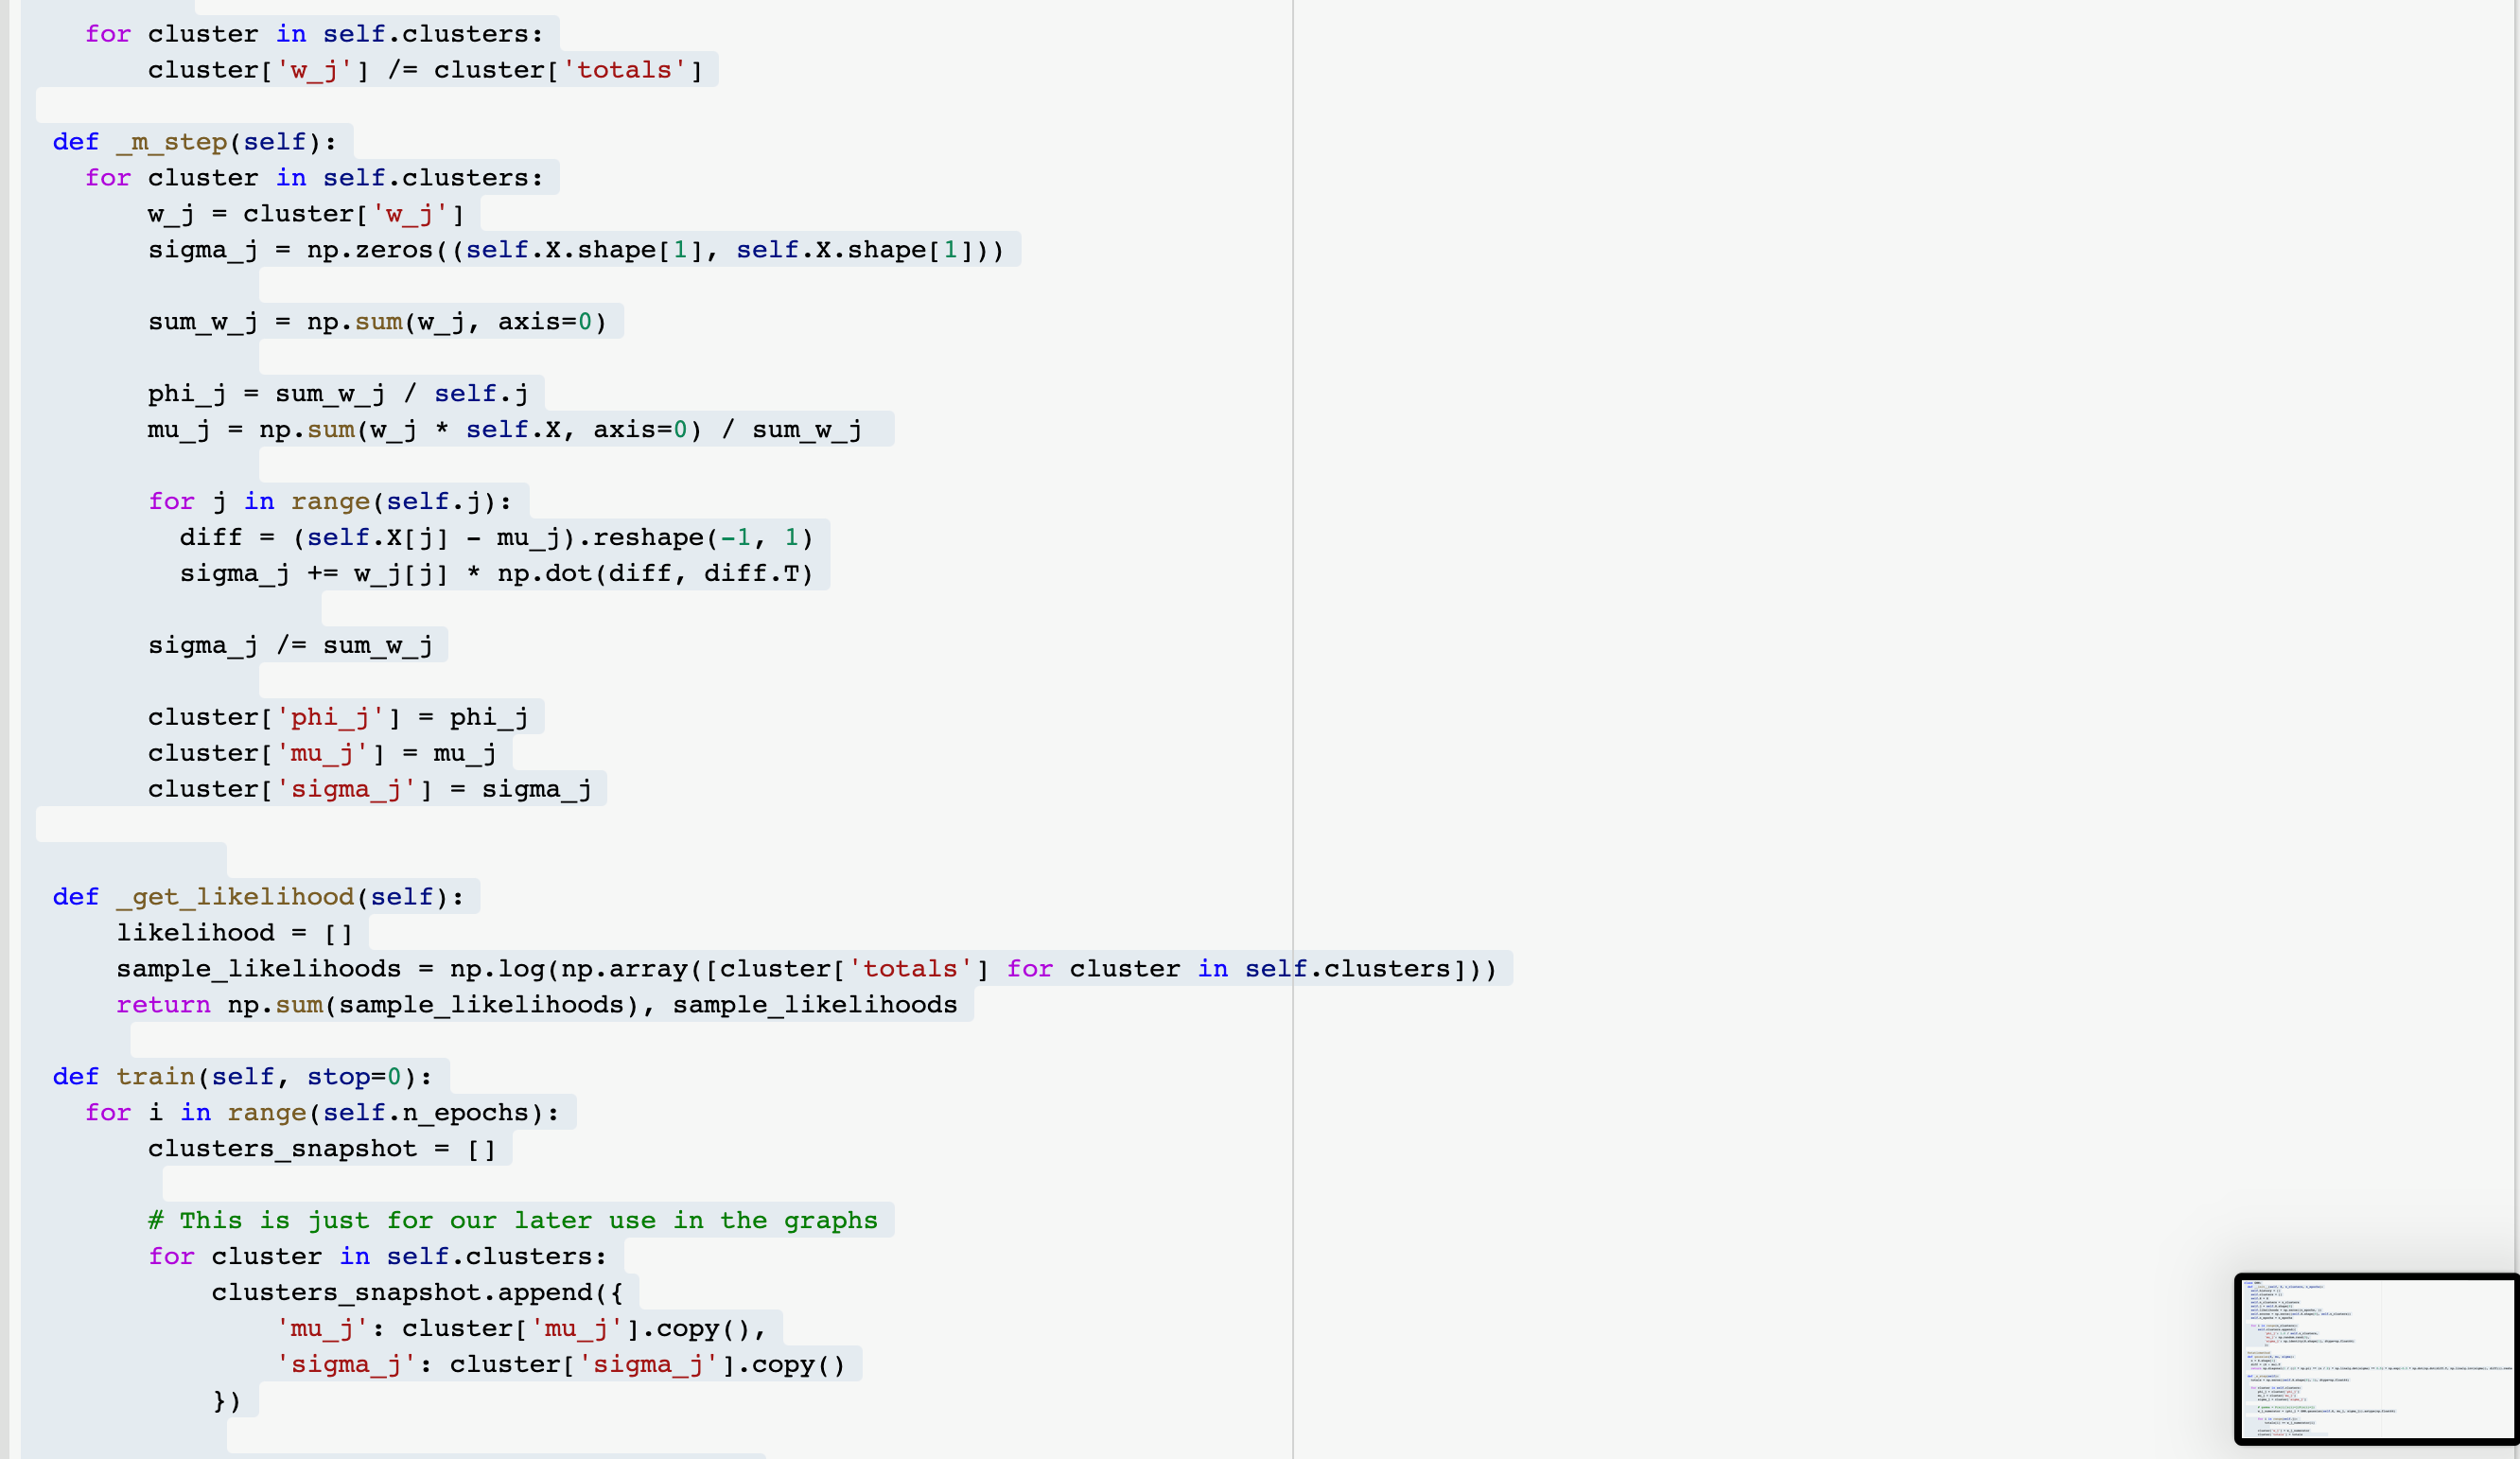 for cluster in self.clusters:
cluster['w_j'] /= cluster['totals']
def _m_step(self):
for cluster in self.clusters:
w_j = cluster['w_j']
sigma_j = np.zeros((self.X.shape[1], self.X.shape[1]))
sum_w_j = np.sum(w_j, axis=0)
phi_j = sum_w_j / self.j
mu_j = np.sum(w_j * self.X, axis=0) / sum_w_j
for j in range(self.j):
diff = (self.X[j] - mu_j).reshape(-1, 1)
sigma_j += w_j[j] * np.dot(diff, diff.T)
sigma_j /= sum_w_j
cluster['phi_j'] = phi_j
cluster['mu_j'] = mu_j
cluster['sigma_j'] = sigma_j
def _get_likelihood(self):
likelihood = []
sample_likelihoods = np.log(np.array([cluster['totals'] for cluster in self.clusters]))
return np.sum(sample_likelihoods), sample_likelihoods
def train(self, stop=0):
for i in range(self.n_epochs):
clusters_snapshot = []
# This is just for our later use in the graphs
for cluster in self.clusters:
clusters_snapshot.append({
'mu_j': cluster['mu_j'].copy(),
'sigma_j': cluster['sigma_j'].copy()
})